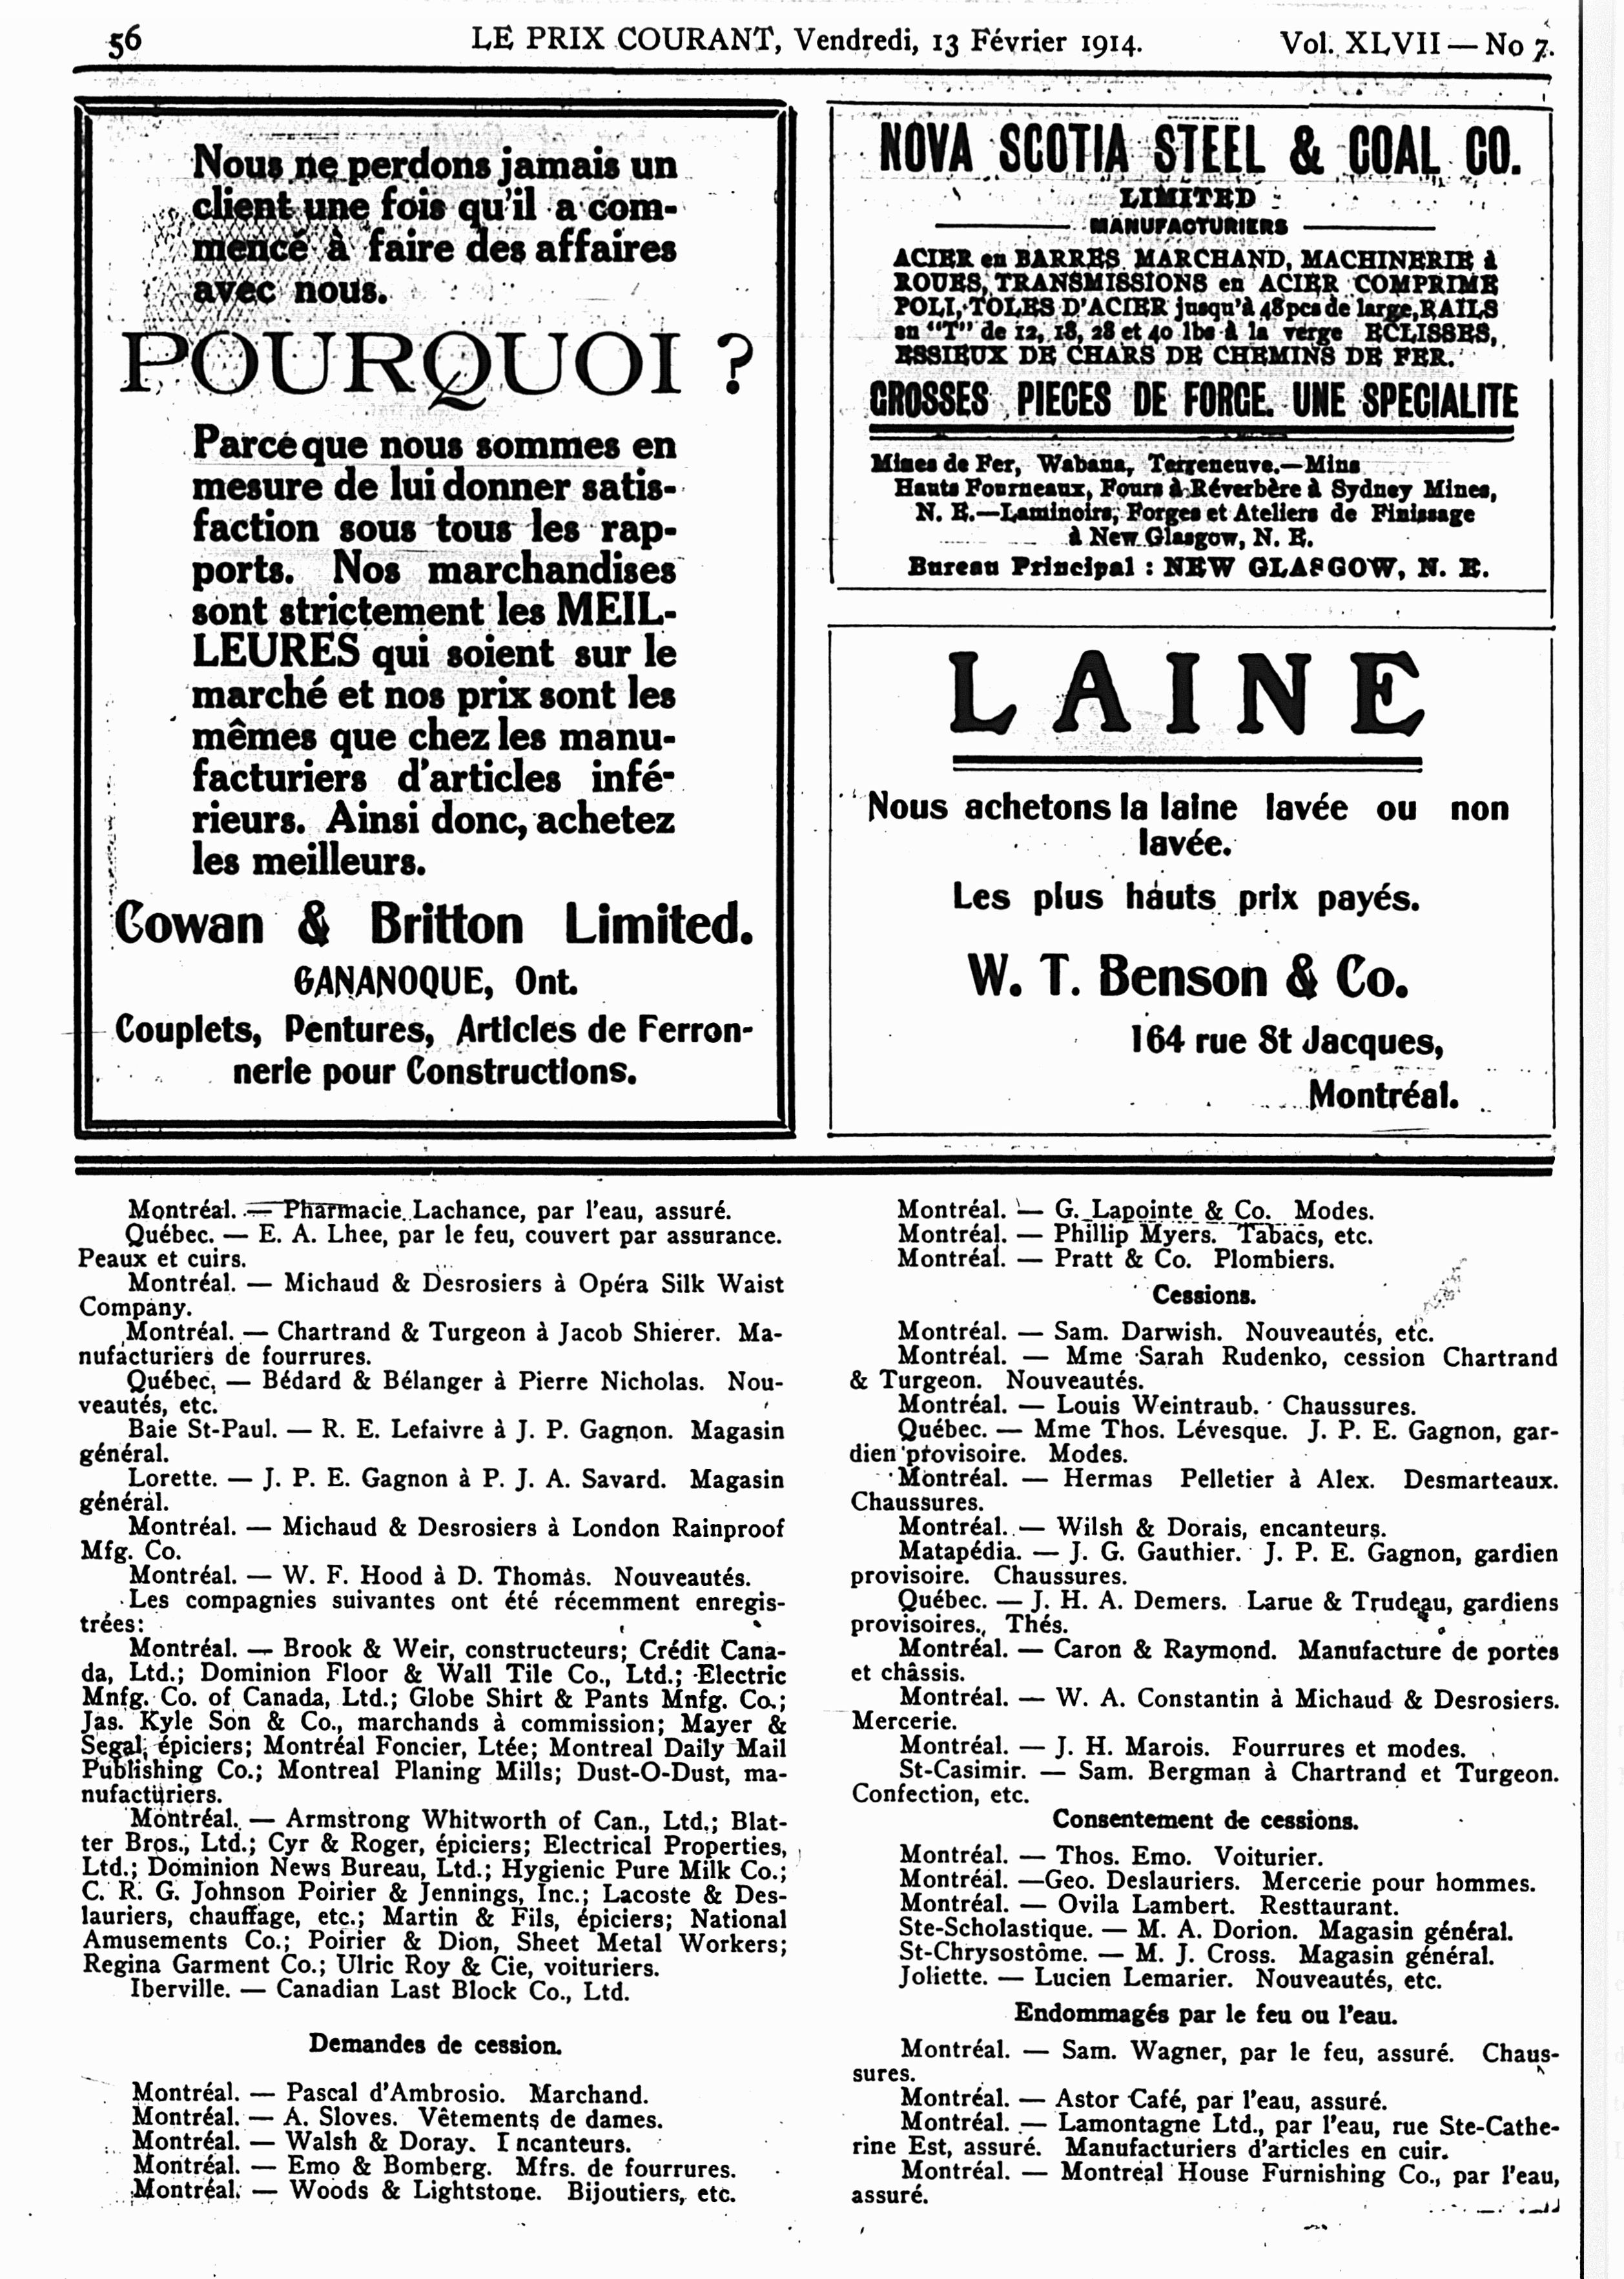 56
LE PRIX COURANT, Vendredi, 13 Février 1914.
Vol. XLVII — No 7.
Nous ne perdons jamais un
client une fois qu'il a com-
mencé à faire des affaires
avec nous.
POURQUOI ?
Parce que nous sommes en
mesure de lui donner satis-
faction sous tous les rap-
ports. Nos marchandises
sont strictement les MEIL-
LEURES qui soient sur le
marché et nos prix sont les
mêmes que chez les manu-
facturiers d'articles infé-
rieurs. Ainsi donc, achetez
les meilleurs.
Cowan & Britton Limited.
GANANOQUE, Ont.
Couplets, Pentures, Articles de Ferron-
nerie pour Constructions.
NOVA SCOTIA STEEL & COAL CO.
LIMITED
MANUFACTURIERS
ACIER en BARRES MARCHAND, MACHINERIE à
ROUES, TRANSMISSIONS en ACIER COMPRIMÉ
POLI, TOLES D'ACIER jusqu'à 48 pcs de large, RAILS
en "T" de 12, 18, 28 et 40 lbs à la verge ECLISSES,
ESSIEUX DE CHARS DE CHEMINS DE FER.
GROSSES PIECES DE FORGE. UNE SPECIALITE
Mines de Fer, Wabana, Terreneuve.—Mins
Hauts Fourneaux, Fours à Réverbère à Sydney Mines,
N. E.—Laminoirs, Forges et Ateliers de Finissage
à New Glasgow, N. E.
Bureau Principal : NEW GLASGOW, N. E.
LAINE
Nous achetons la laine lavée ou non
lavée.
Les plus hauts prix payés.
W. T. Benson & Co.
164 rue St Jacques,
Montréal.
Montréal. — Pharmacie Lachance, par l'eau, assuré.
Québec. — E. A. Lhee, par le feu, couvert par assurance.
Peaux et cuirs.
Montréal. — Michaud & Desrosiers à Opéra Silk Waist
Company.
Montréal. — Chartrand & Turgeon à Jacob Shierer. Ma-
nufacturiers de fourrures.
Québec. — Bédard & Bélanger à Pierre Nicholas. Nou-
veautés, etc.
Baie St-Paul. — R. E. Lefaivre à J. P. Gagnon. Magasin
général.
Lorette. — J. P. E. Gagnon à P. J. A. Savard. Magasin
général.
Montréal. — Michaud & Desrosiers à London Rainproof
Mfg. Co.
Montréal. — W. F. Hood à D. Thomàs. Nouveautés.
Les compagnies suivantes ont été récemment enregis-
trées:
Montréal. — Brook & Weir, constructeurs; Crédit Cana-
da, Ltd.; Dominion Floor & Wall Tile Co., Ltd.; Electric
Mnfg. Co. of Canada, Ltd.; Globe Shirt & Pants Mnfg. Co.;
Jas. Kyle Son & Co., marchands à commission; Mayer &
Segal, épiciers; Montréal Foncier, Ltée; Montreal Daily Mail
Publishing Co.; Montreal Planing Mills; Dust-O-Dust, ma-
nufacturiers.
Montréal. — Armstrong Whitworth of Can., Ltd.; Blat-
ter Bros., Ltd.; Cyr & Roger, épiciers; Electrical Properties,
Ltd.; Dominion News Bureau, Ltd.; Hygienic Pure Milk Co.;
C. R. G. Johnson Poirier & Jennings, Inc.; Lacoste & Des-
lauriers, chauffage, etc.; Martin & Fils, épiciers; National
Amusements Co.; Poirier & Dion, Sheet Metal Workers;
Regina Garment Co.; Ulric Roy & Cie, voituriers.
Iberville. — Canadian Last Block Co., Ltd.
Demandes de cession.
Montréal. — Pascal d'Ambrosio. Marchand.
Montréal. — A. Sloves. Vêtements de dames.
Montréal. — Walsh & Doray. Incanteurs.
Montréal. — Emo & Bomberg. Mfrs. de fourrures.
Montréal. — Woods & Lightstone. Bijoutiers, etc.
Montréal. — G. Lapointe & Co. Modes.
Montréal. — Phillip Myers. Tabacs, etc.
Montréal. — Pratt & Co. Plombiers.
Cessions.
Montréal. — Sam. Darwish. Nouveautés, etc.
Montréal. — Mme Sarah Rudenko, cession Chartrand
& Turgeon. Nouveautés.
Montréal. — Louis Weintraub. Chaussures.
Québec. — Mme Thos. Lévesque. J. P. E. Gagnon, gar-
dien provisoire. Modes.
Montréal. — Hermas Pelletier à Alex. Desmarteaux.
Chaussures.
Montréal. — Wilsh & Dorais, encanteurs.
Matapédia. — J. G. Gauthier. J. P. E. Gagnon, gardien
provisoire. Chaussures.
Québec. — J. H. A. Demers. Larue & Trudeau, gardiens
provisoires. Thés.
Montréal. — Caron & Raymond. Manufacture de portes
et châssis.
Montréal. — W. A. Constantin à Michaud & Desrosiers.
Mercerie.
Montréal. — J. H. Marois. Fourrures et modes.
St-Casimir. — Sam. Bergman à Chartrand et Turgeon.
Confection, etc.
Consentement de cessions.
Montréal. — Thos. Emo. Voiturier.
Montréal. —Geo. Deslauriers. Mercerie pour hommes.
Montréal. — Ovila Lambert. Resttaurant.
Ste-Scholastique. — M. A. Dorion. Magasin général.
St-Chrysostôme. — M. J. Cross. Magasin général.
Joliette. — Lucien Lemarier. Nouveautés, etc.
Endommagés par le feu ou l'eau.
Montréal. — Sam. Wagner, par le feu, assuré. Chaus-
sures.
Montréal. — Astor Café, par l'eau, assuré.
Montréal. — Lamontagne Ltd., par l'eau, rue Ste-Cathe-
rine Est, assuré. Manufacturiers d'articles en cuir.
Montréal. — Montréal House Furnishing Co., par l'eau,
assuré.